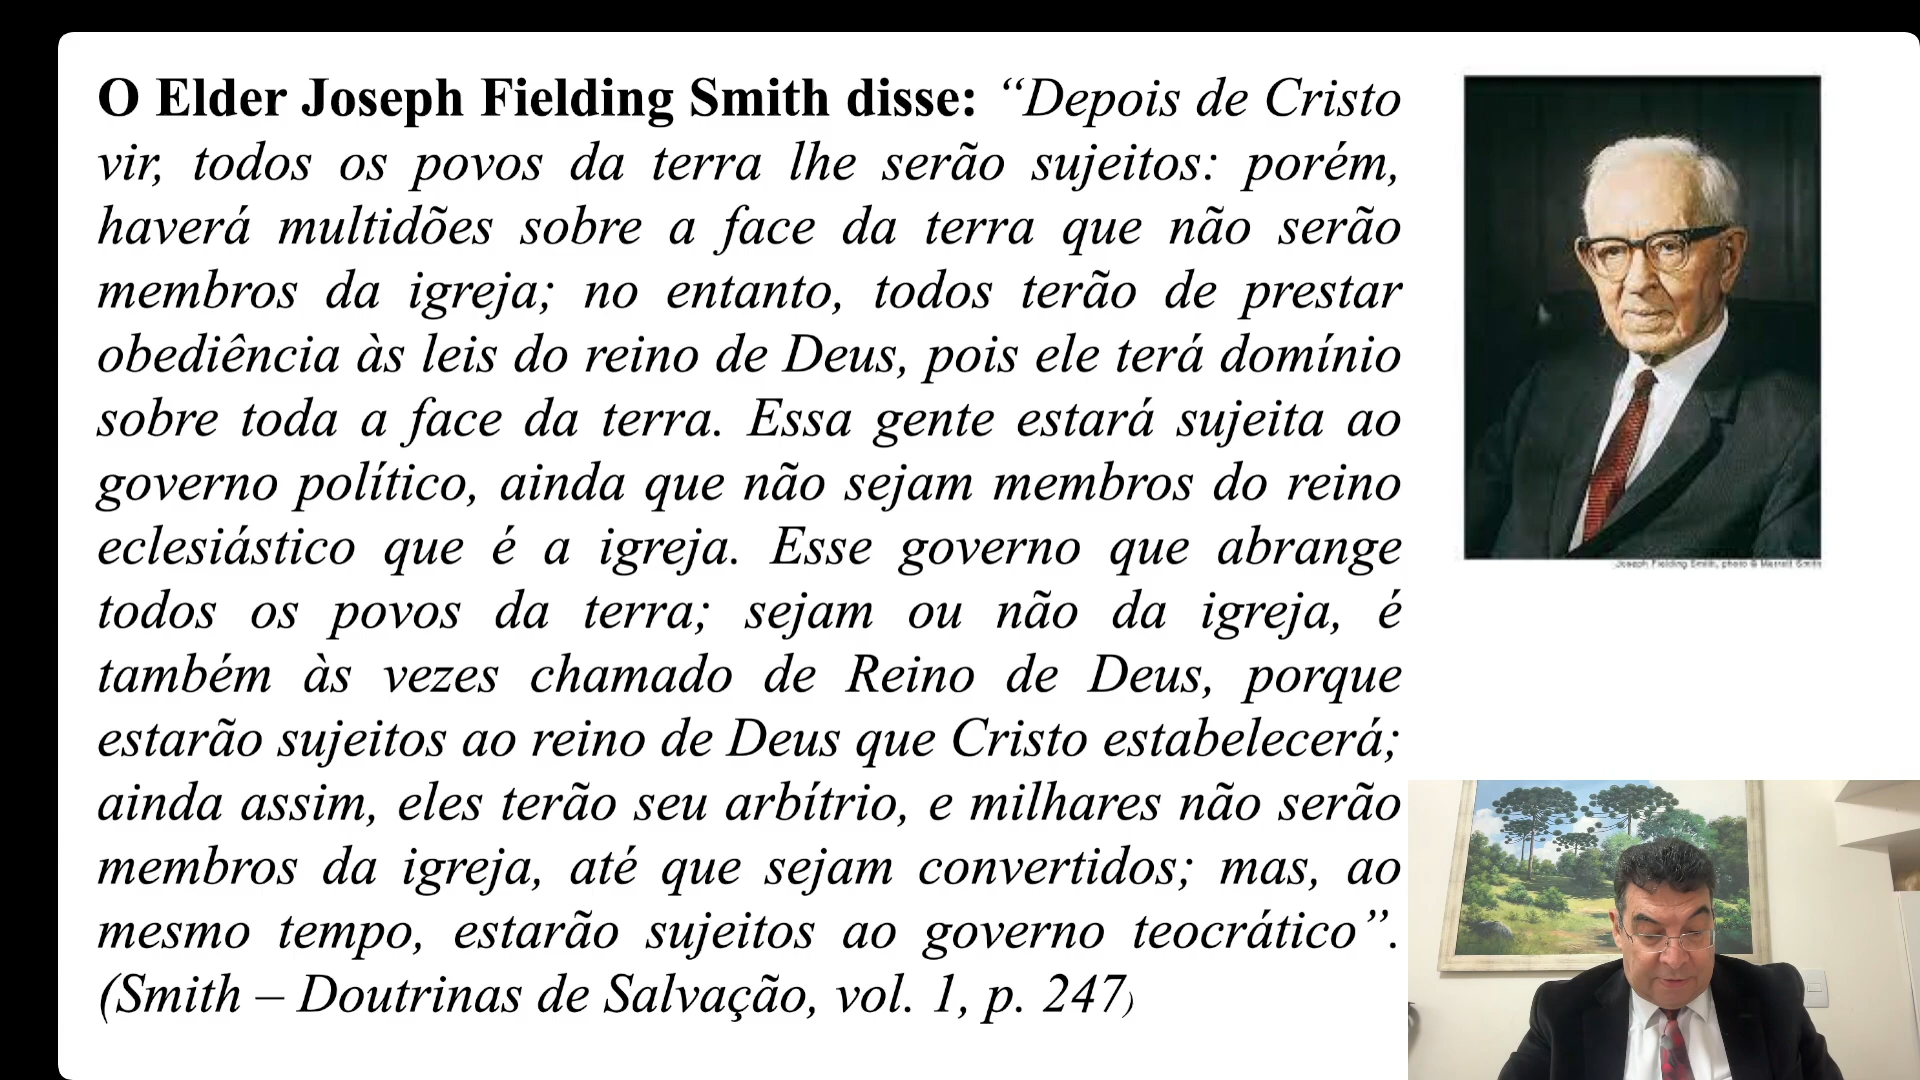 O Elder Joseph Fielding Smith disse: “Depois de Cristo
vir, todos os povos da terra lhe serão sujeitos: porém,
haverá multidões sobre a face da terra que não serão
membros da igreja; no entanto, todos terão de prestar
obediência às leis do reino de Deus, pois ele terá domínio
sobre toda a face da terra. Essa gente estará sujeita ao
governo político, ainda que não sejam membros do reino
eclesiástico que é a igreja. Esse governo que abrange
todos os povos da terra; sejam ou não da igreja, é
também às vezes chamado de Reino de Deus, porque
estarão sujeitos ao reino de Deus que Cristo estabelecerá;
ainda assim, eles terão seu arbítrio, e milhares não serão
membros da igreja, até que sejam convertidos; mas, ao
mesmo tempo, estarão sujeitos ao governo teocrático”.
(Smith – Doutrinas de Salvação, vol. 1, p. 247)
Joseph Fielding Smith, photo © Merrett Smith